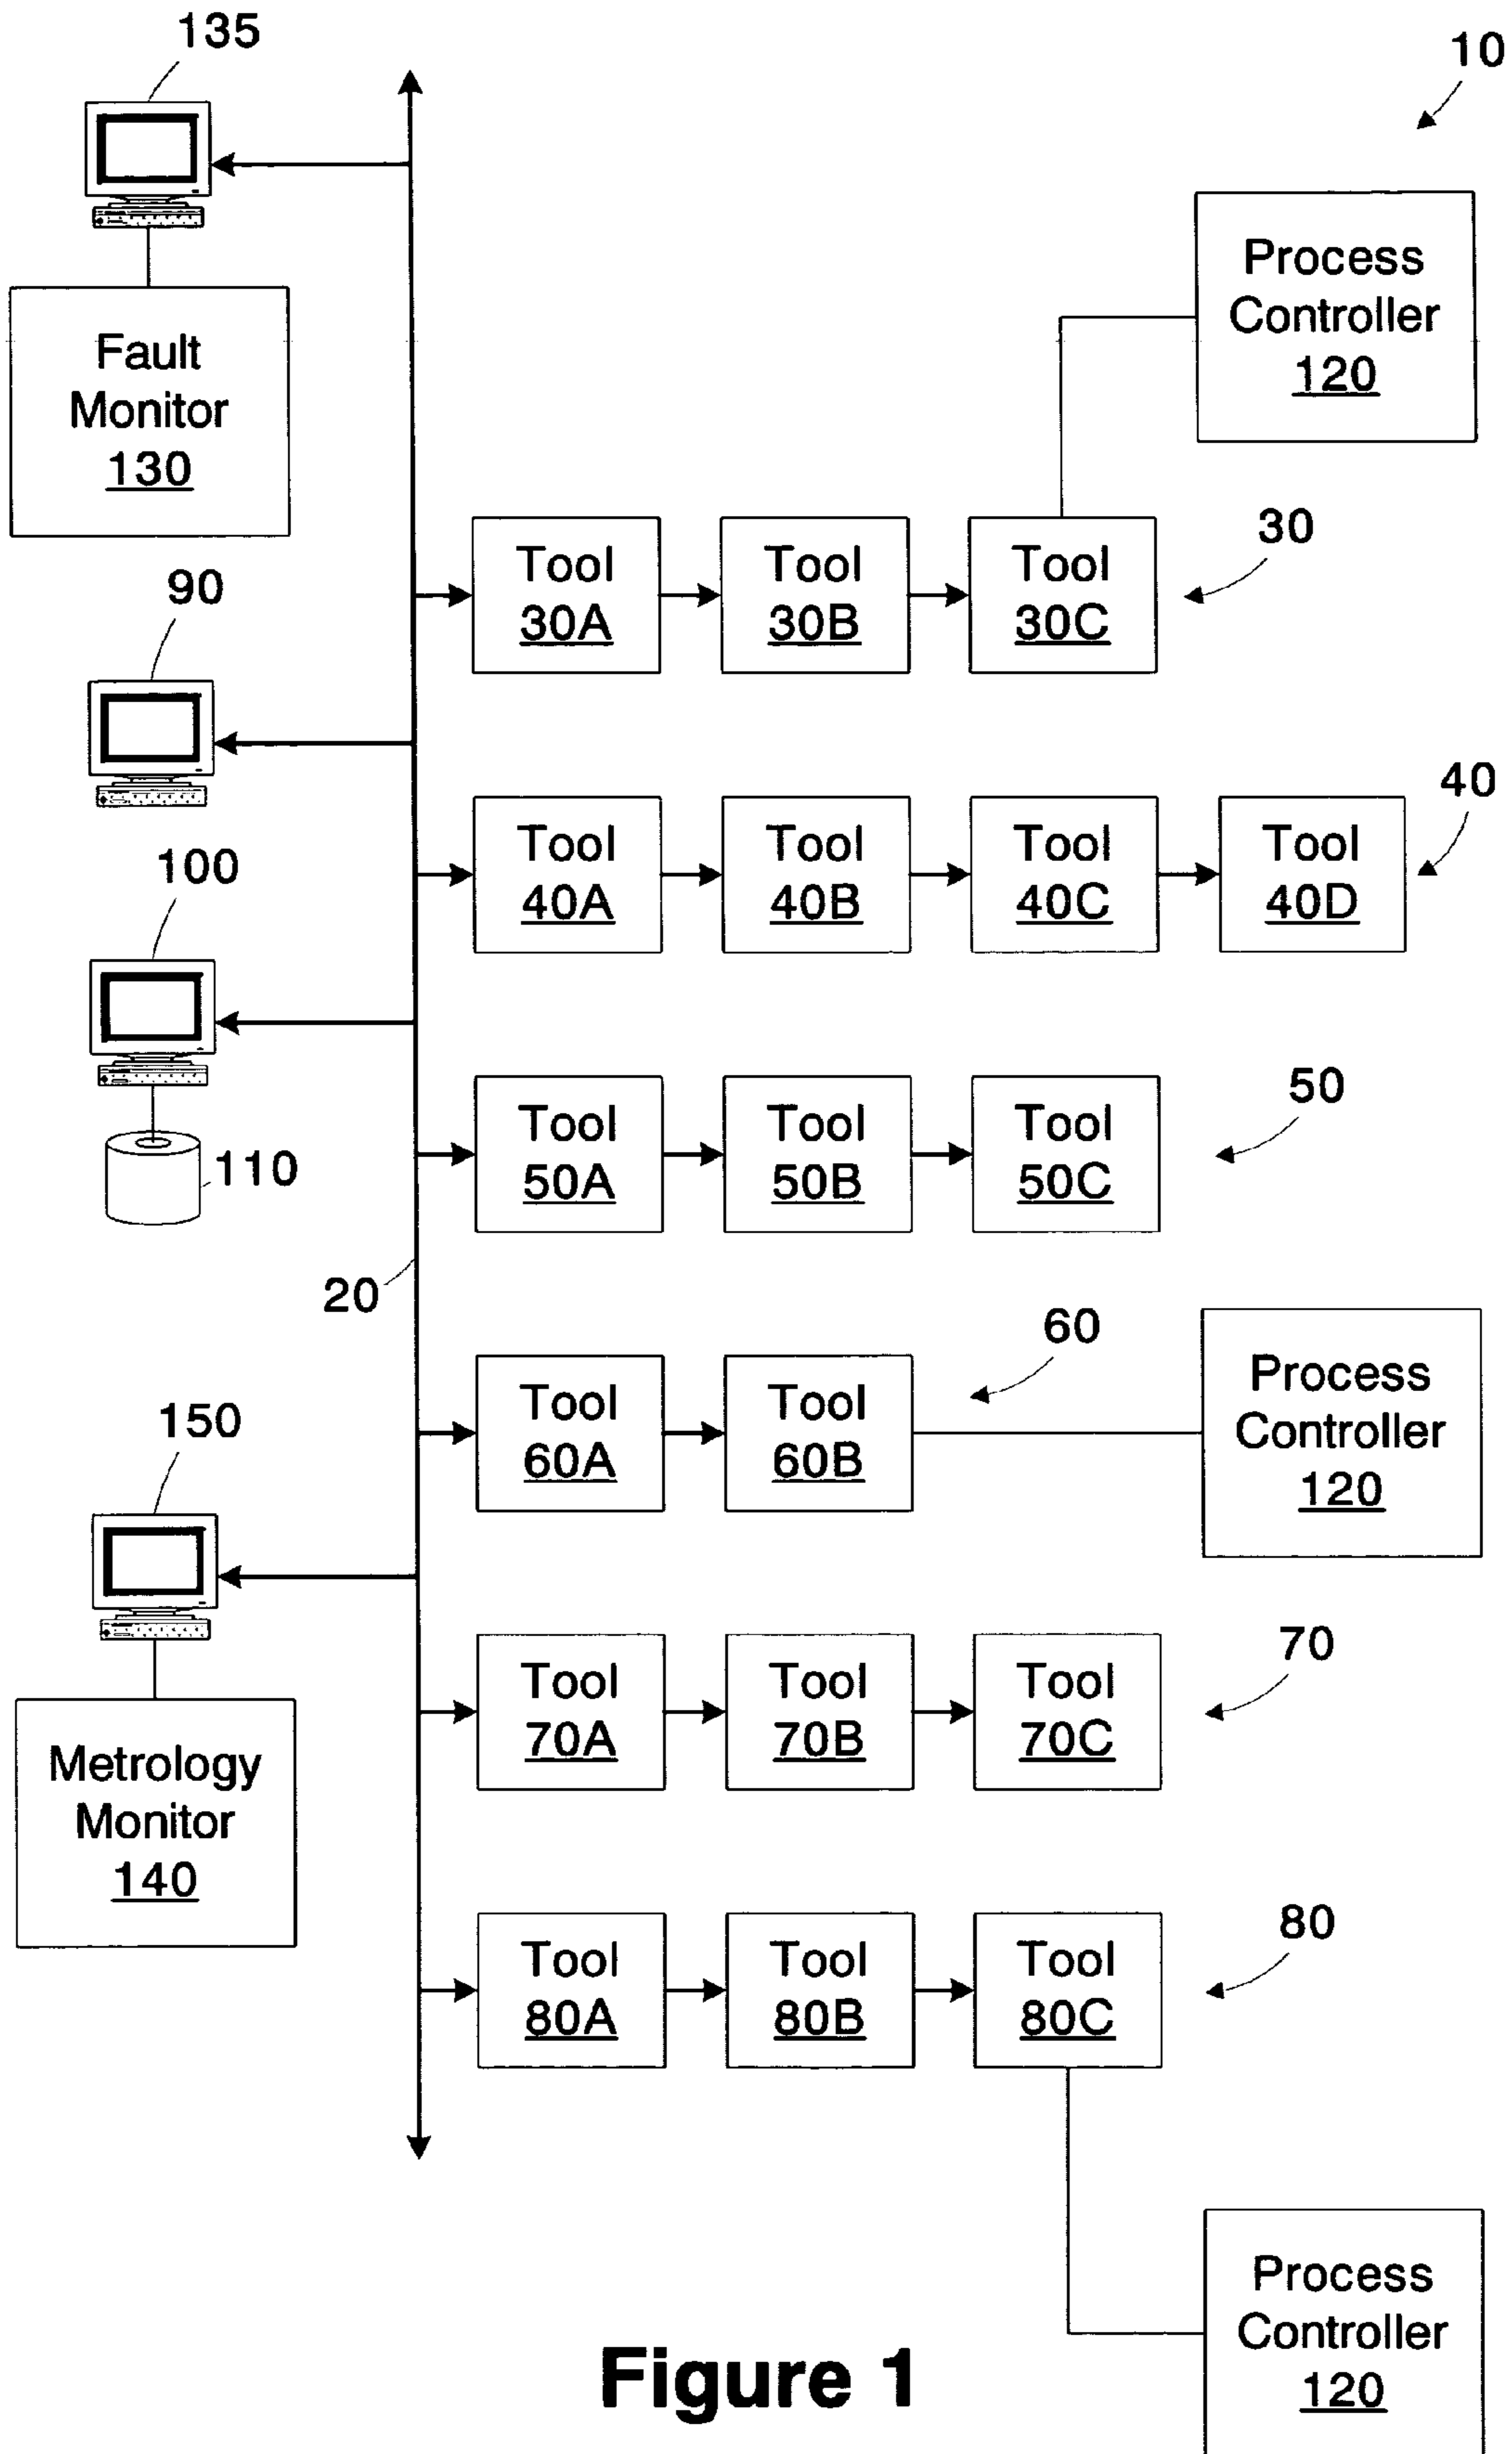 135
10
Process
Controller
120
Fault
Monitor
130
30
Tool
30A
Tool
30B
Tool
30C
90
40
Tool
40A
Tool
40B
Tool
40C
Tool
40D
100
50
Tool
50A
Tool
50B
Tool
50C
110
20
60
Process
Controller
120
Tool
60A
Tool
60B
150
70
Tool
70A
Tool
70B
Tool
70C
Metrology
Monitor
140
80
Tool
80A
Tool
80B
Tool
80C
Process
Controller
120
Figure 1